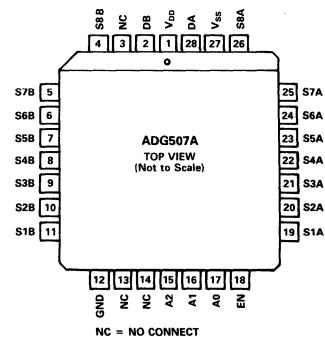 S8B NC DB VDD DA VSS S8A
4 3 2 1 28 27 26
S7B 5
S6B 6
S5B 7
S4B 8
S3B 9
S2B 10
S1B 11
ADG507A
TOP VIEW
(Not to Scale)
25 S7A
24 S6A
23 S5A
22 S4A
21 S3A
20 S2A
19 S1A
12 13 14 15 16 17 18
GND NC NC A2 A1 A0 EN
NC = NO CONNECT